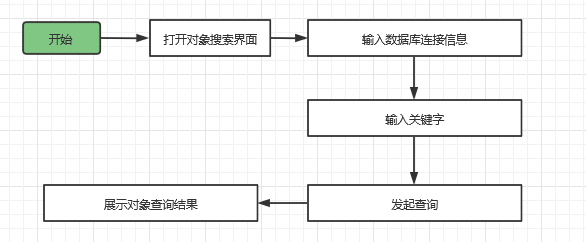 开始
打开对象搜索界面
输入数据库连接信息
输入关键字
发起查询
展示对象查询结果